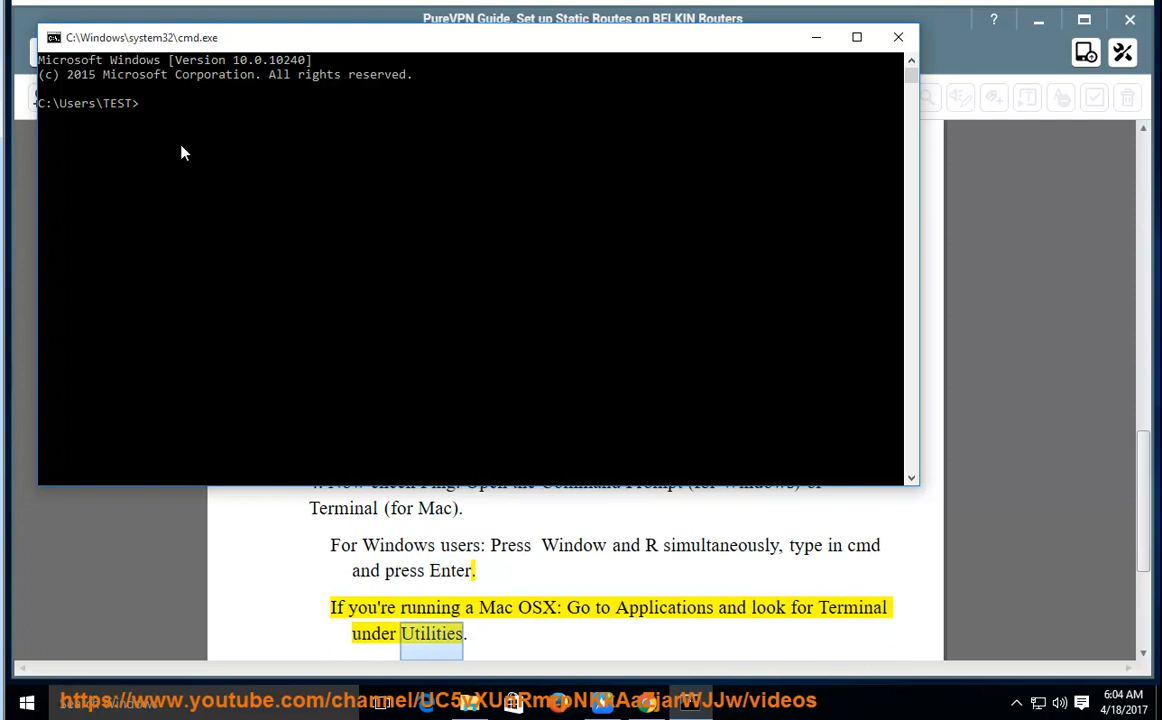 PureVPN Guide. Set up Static Routes on BELKIN Routers
C:\Windows\system32\cmd.exe
Microsoft Windows [Version 10.0.10240]
(c) 2015 Microsoft Corporation. All rights reserved.
C:\Users\TEST>
Terminal (for Mac).
For Windows users: Press Window and R simultaneously, type in cmd
and press Enter.
If you're running a Mac OSX: Go to Applications and look for Terminal
under Utilities.
6:04 AM
4/18/2017